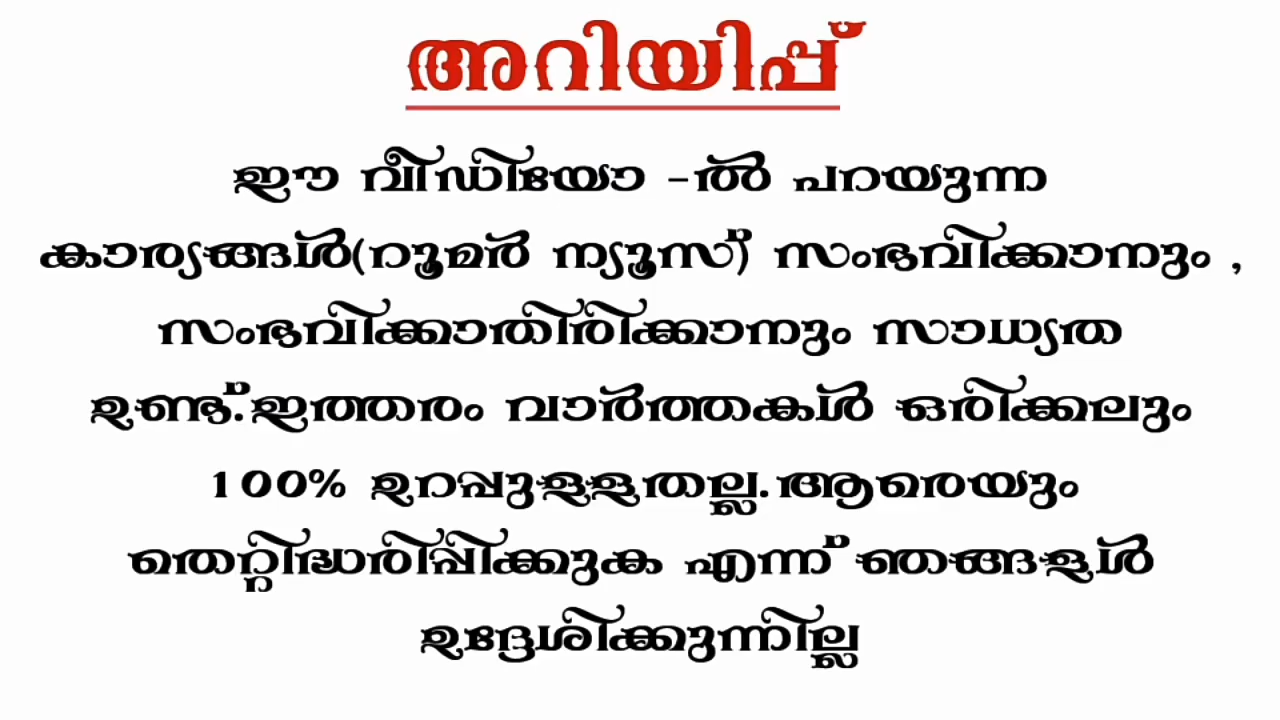 അറിയിപ്പ്
ഈ വീഡിയോ -ൽ പറയുന്ന
കാര്യങ്ങൾ(റൂമർ ന്യൂസ്) സംഭവിക്കാനും ,
സംഭവിക്കാതിരിക്കാനും സാധ്യത
ഉണ്ട്.ഇത്തരം വാർത്തകൾ ഒരിക്കലും
100% ഉറപ്പുള്ളതല്ല.ആരെയും
തെറ്റിദ്ധരിപ്പിക്കുക എന്ന് ഞങ്ങളൾ
ഉദ്ദേശിക്കുന്നില്ല